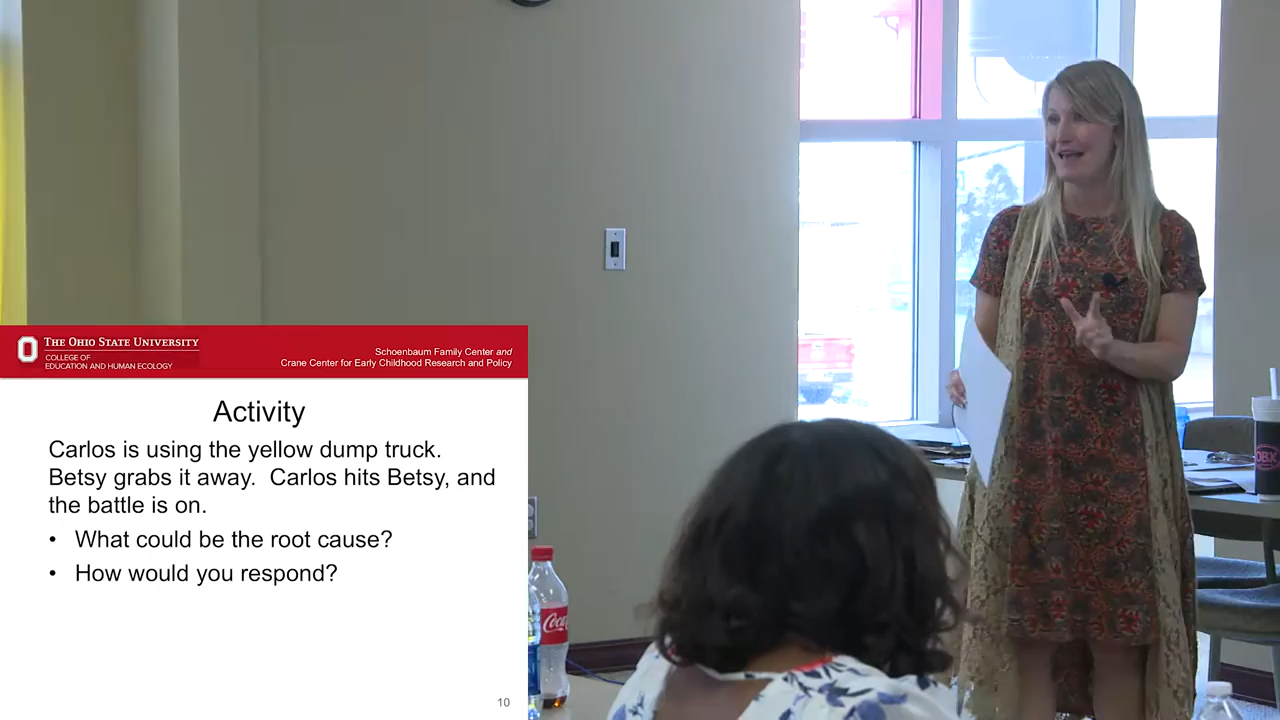 THE OHIO STATE UNIVERSITY
COLLEGE OF
EDUCATION AND HUMAN ECOLOGY
Schoenbaum Family Center and
Crane Center for Early Childhood Research and Policy
Activity
Carlos is using the yellow dump truck.
Betsy grabs it away.  Carlos hits Betsy, and
the battle is on.
• What could be the root cause?
• How would you respond?
10
OBX